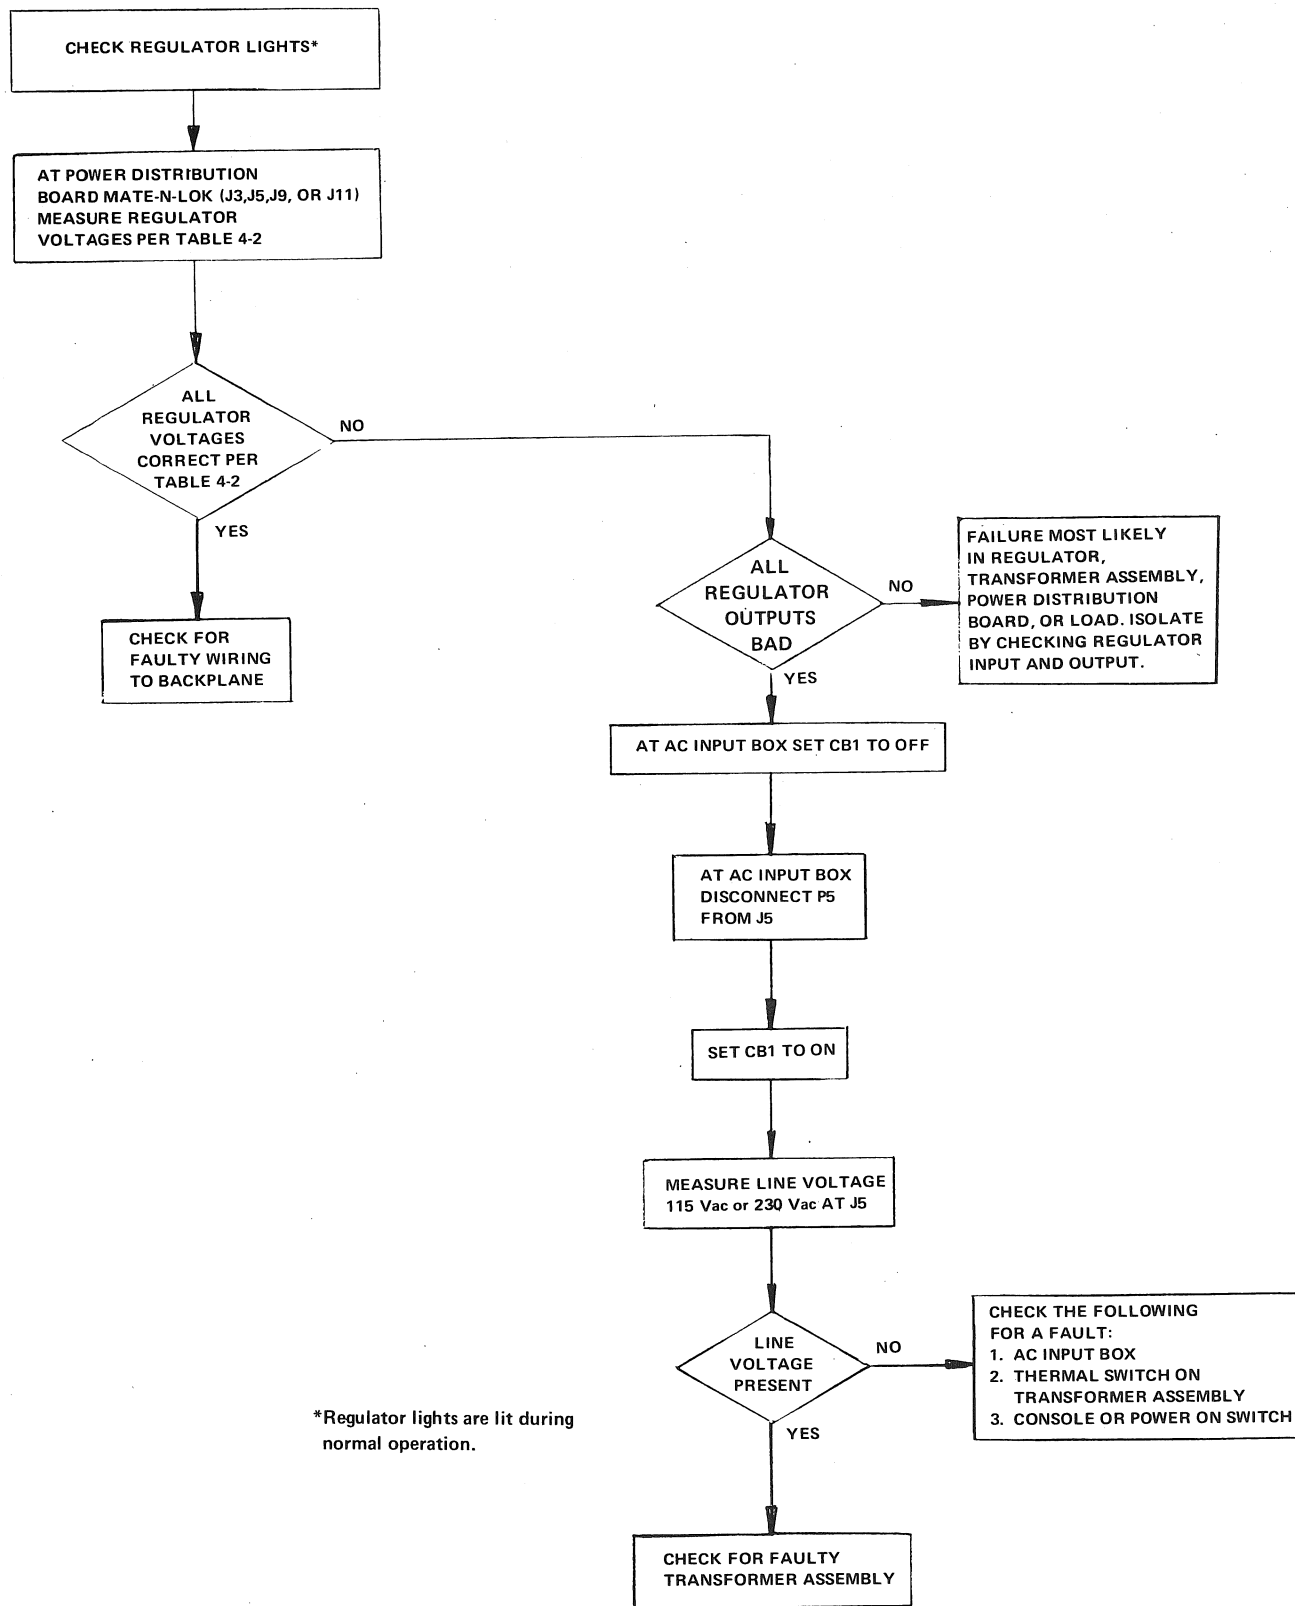 CHECK REGULATOR LIGHTS*
AT POWER DISTRIBUTION
BOARD MATE-N-LOK (J3,J5,J9, OR J11)
MEASURE REGULATOR
VOLTAGES PER TABLE 4-2
ALL
REGULATOR
VOLTAGES
CORRECT PER
TABLE 4-2
NO
YES
CHECK FOR
FAULTY WIRING
TO BACKPLANE
ALL
REGULATOR
OUTPUTS
BAD
NO
FAILURE MOST LIKELY
IN REGULATOR,
TRANSFORMER ASSEMBLY,
POWER DISTRIBUTION
BOARD, OR LOAD. ISOLATE
BY CHECKING REGULATOR
INPUT AND OUTPUT.
YES
AT AC INPUT BOX SET CB1 TO OFF
AT AC INPUT BOX
DISCONNECT P5
FROM J5
SET CB1 TO ON
MEASURE LINE VOLTAGE
115 Vac or 230 Vac AT J5
LINE
VOLTAGE
PRESENT
NO
CHECK THE FOLLOWING
FOR A FAULT:
1. AC INPUT BOX
2. THERMAL SWITCH ON
TRANSFORMER ASSEMBLY
3. CONSOLE OR POWER ON SWITCH
YES
CHECK FOR FAULTY
TRANSFORMER ASSEMBLY
*Regulator lights are lit during
normal operation.